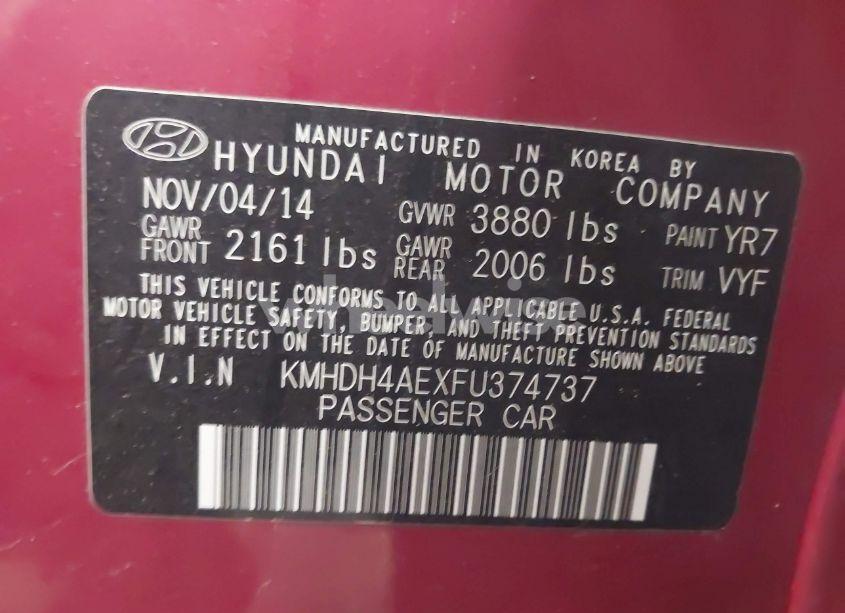 MANUFACTURED IN KOREA BY
HYUNDAI MOTOR COMPANY
NOV/04/14 GVWR 3880 lbs PAINT YR7
GAWR FRONT 2161 lbs GAWR REAR 2006 lbs TRIM VYF
THIS VEHICLE CONFORMS TO ALL APPLICABLE U.S.A. FEDERAL
MOTOR VEHICLE SAFETY, BUMPER, AND THEFT PREVENTION STANDARDS
IN EFFECT ON THE DATE OF MANUFACTURE SHOWN ABOVE.
V.I.N KMHDH4AEXFU374737
PASSENGER CAR